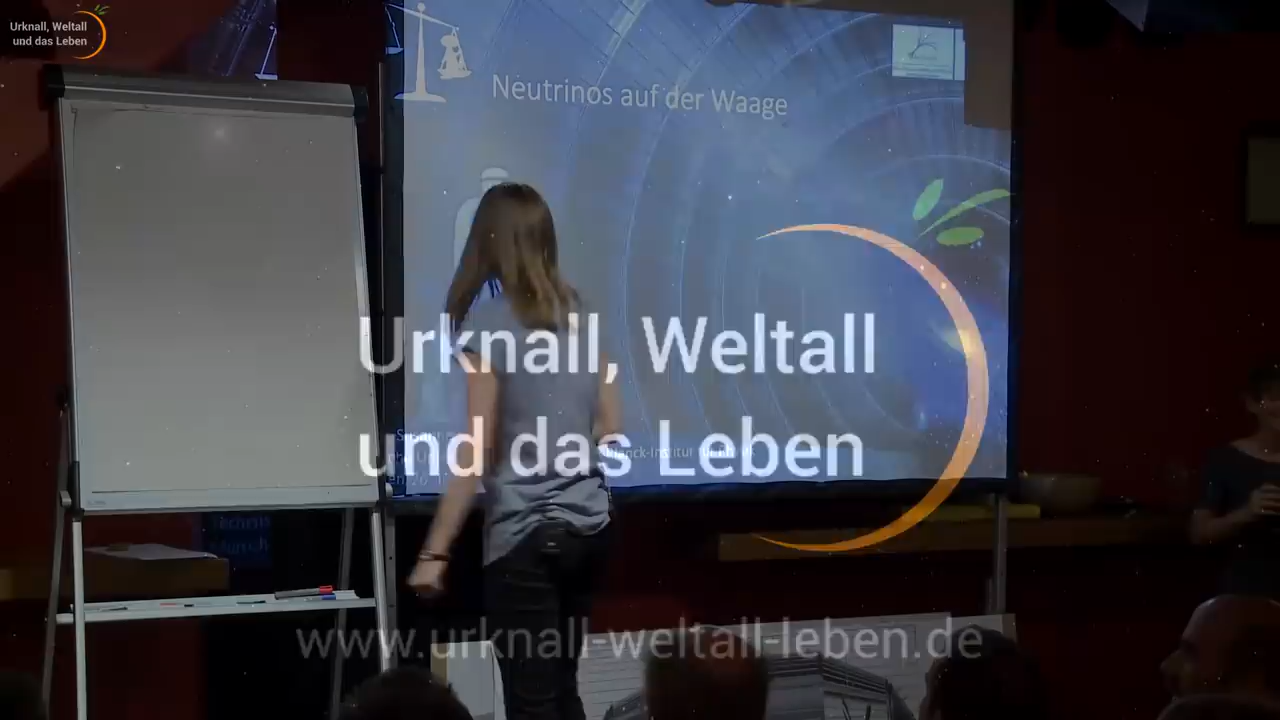 Urknall, Weltall
und das Leben
Neutrinos auf der Waage
Urknall, Weltall
und das Leben
www.urknall-weltall-leben.de